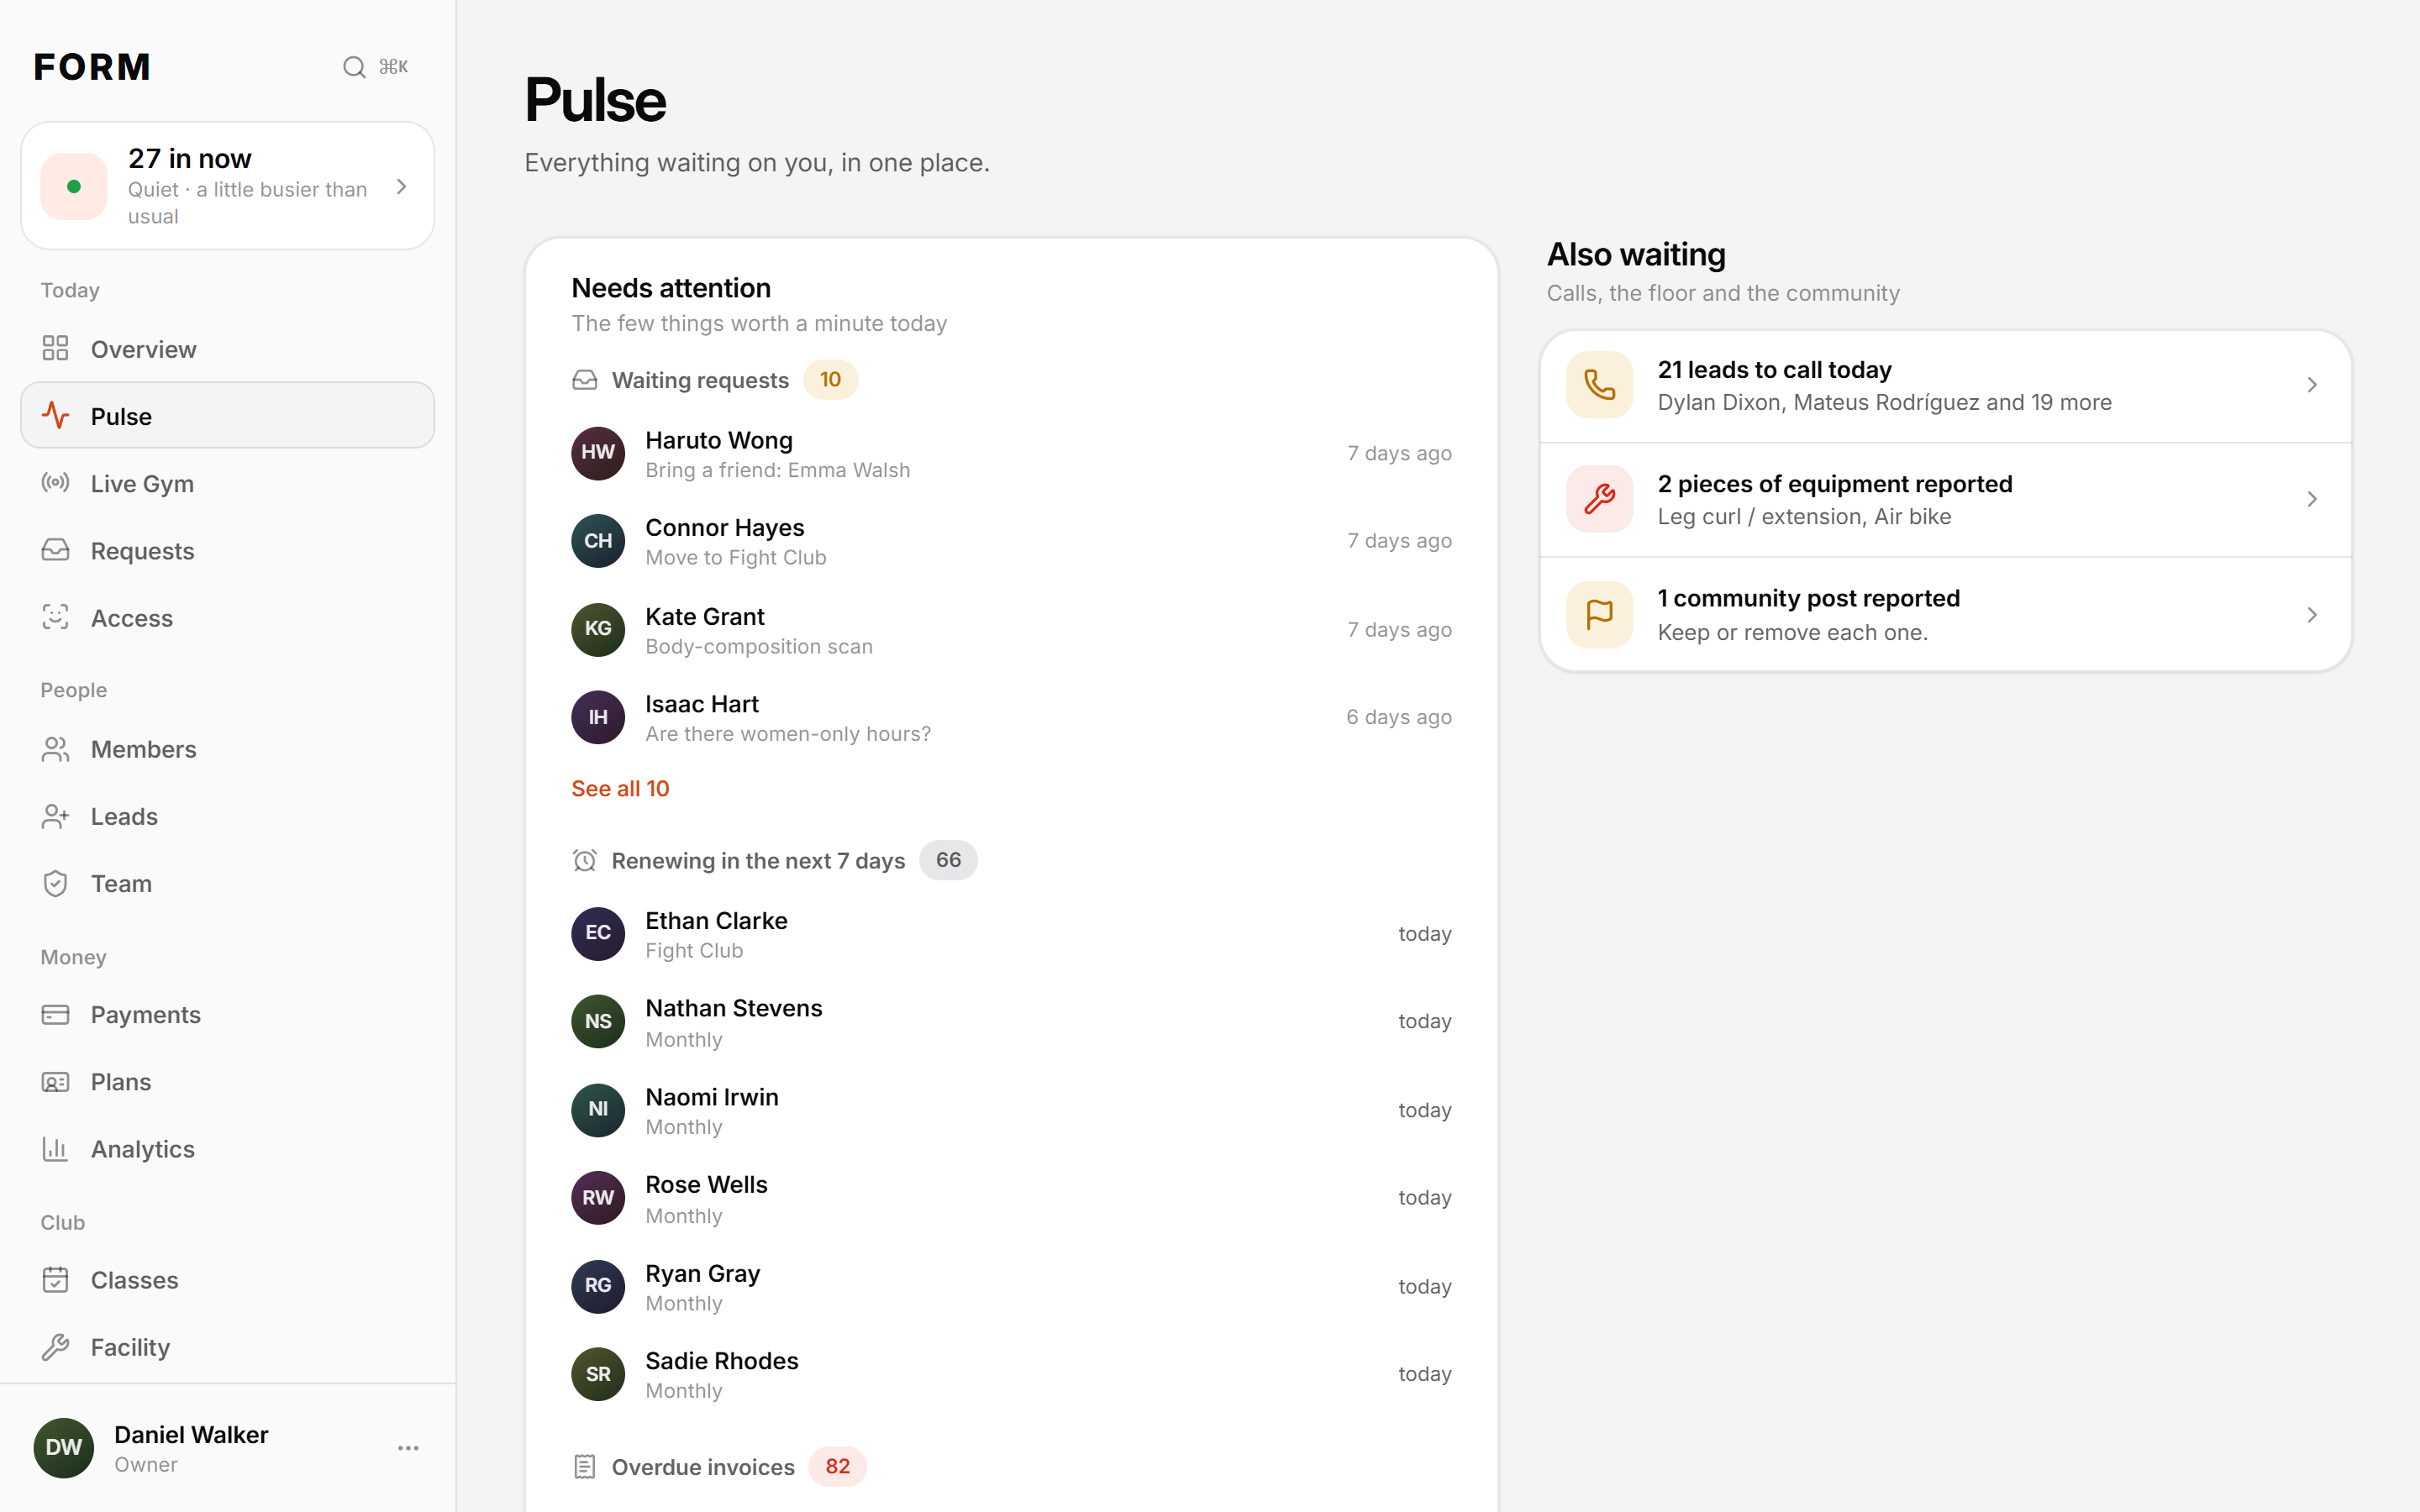 FORM
⌘K
27 in now
Quiet · a little busier than
usual
Today
Overview
Pulse
Live Gym
Requests
Access
People
Members
Leads
Team
Money
Payments
Plans
Analytics
Club
Classes
Facility
DW
Daniel Walker
Owner
Pulse
Everything waiting on you, in one place.
Needs attention
The few things worth a minute today
Waiting requests 10
HW
Haruto Wong
Bring a friend: Emma Walsh
7 days ago
CH
Connor Hayes
Move to Fight Club
7 days ago
KG
Kate Grant
Body-composition scan
7 days ago
IH
Isaac Hart
Are there women-only hours?
6 days ago
See all 10
Renewing in the next 7 days 66
EC
Ethan Clarke
Fight Club
today
NS
Nathan Stevens
Monthly
today
NI
Naomi Irwin
Monthly
today
RW
Rose Wells
Monthly
today
RG
Ryan Gray
Monthly
today
SR
Sadie Rhodes
Monthly
today
Overdue invoices 82
Also waiting
Calls, the floor and the community
21 leads to call today
Dylan Dixon, Mateus Rodríguez and 19 more
2 pieces of equipment reported
Leg curl / extension, Air bike
1 community post reported
Keep or remove each one.